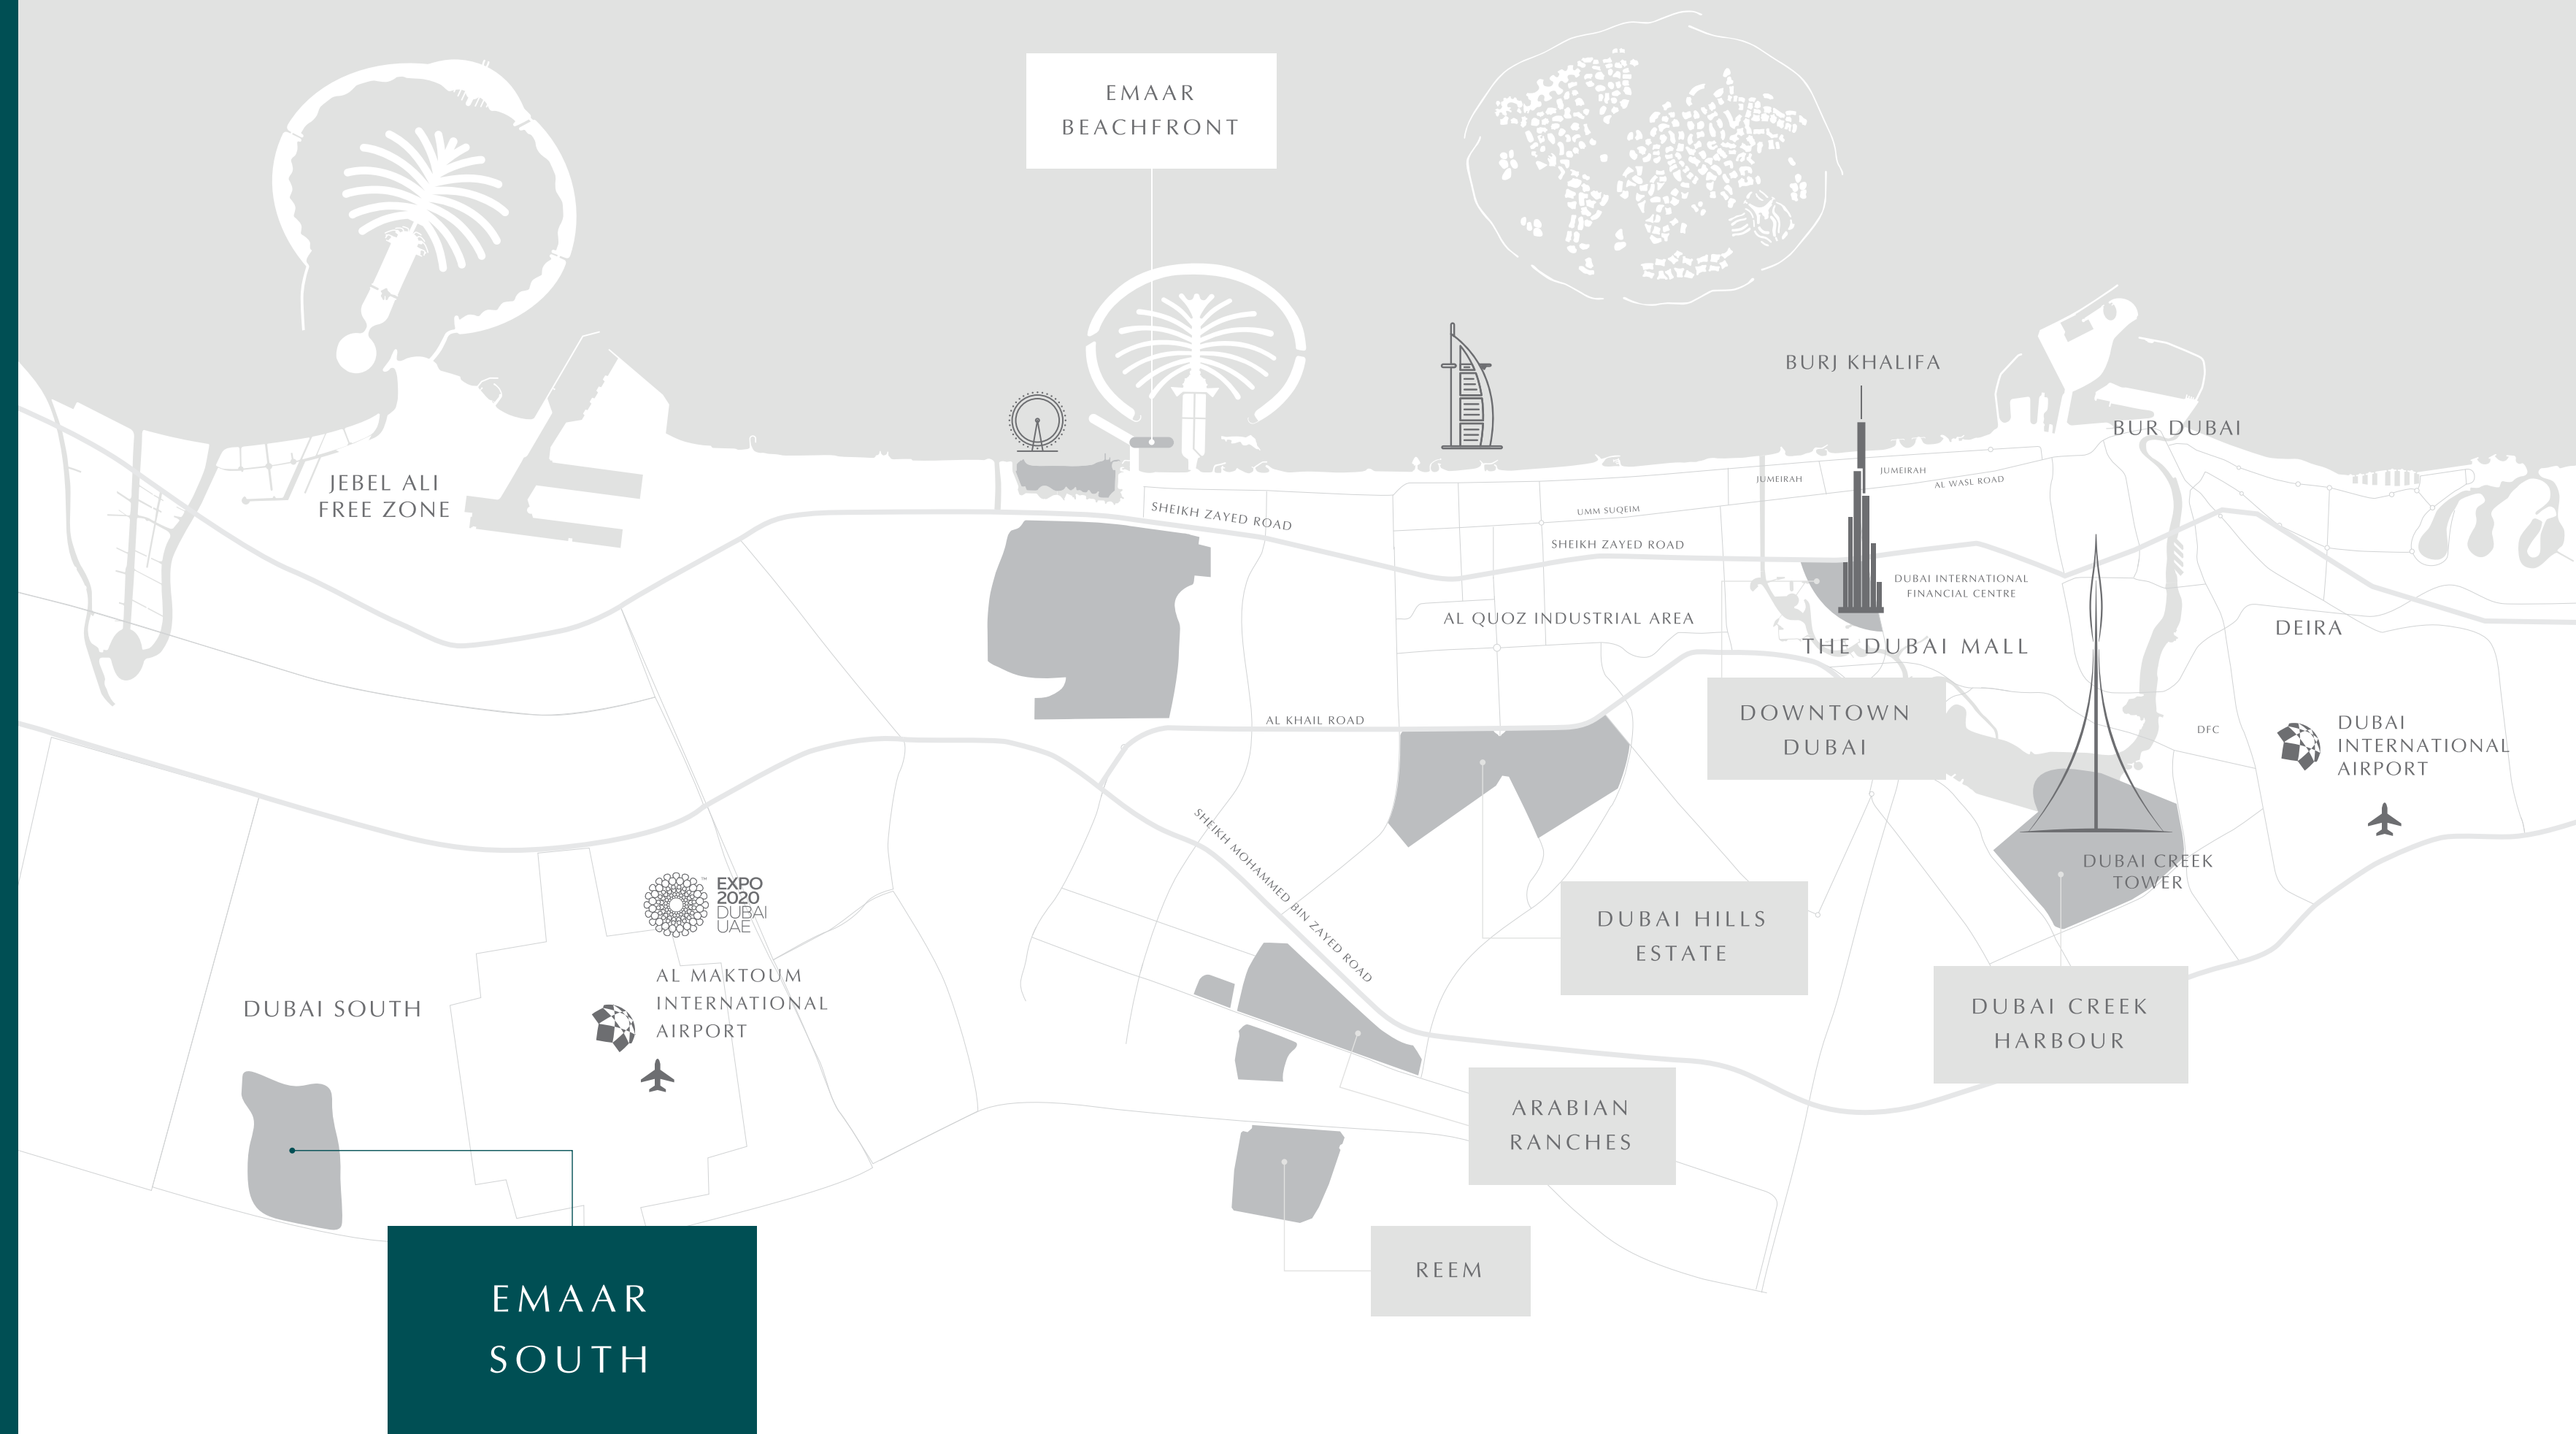 EMAAR
BEACHFRONT
BURJ KHALIFA
BUR DUBAI
JEBEL ALI
FREE ZONE
JUMEIRAH
JUMEIRAH
AL WASL ROAD
SHEIKH ZAYED ROAD
UMM SUQEIM
SHEIKH ZAYED ROAD
DUBAI INTERNATIONAL
FINANCIAL CENTRE
AL QUOZ INDUSTRIAL AREA
DEIRA
THE DUBAI MALL
AL KHAIL ROAD
DOWNTOWN
DUBAI
DFC
DUBAI
INTERNATIONAL
AIRPORT
SHEIKH MOHAMMED BIN ZAYED ROAD
DUBAI CREEK
TOWER
™
EXPO
2020
DUBAI
UAE
DUBAI HILLS
ESTATE
AL MAKTOUM
INTERNATIONAL
AIRPORT
DUBAI SOUTH
DUBAI CREEK
HARBOUR
ARABIAN
RANCHES
REEM
EMAAR
SOUTH